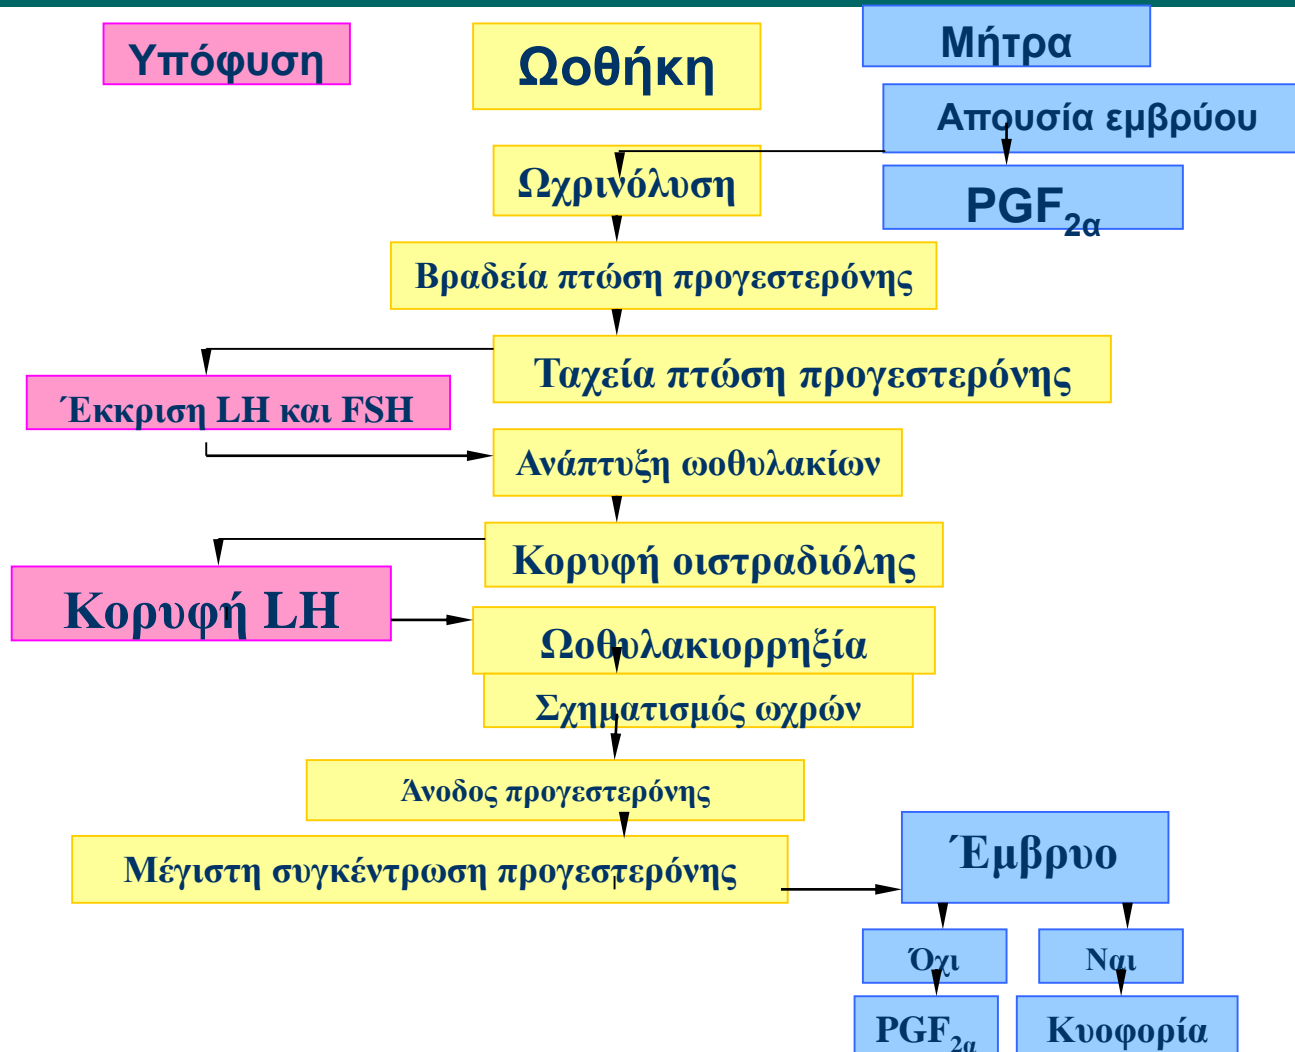 Υπόφυση
Ωοθήκη
Μήτρα
Απουσία εμβρύου
Ωχρινόλυση
PGF2α
Βραδεία πτώση προγεστερόνης
Ταχεία πτώση προγεστερόνης
Έκκριση LH και FSH
Ανάπτυξη ωοθυλακίων
Κορυφή οιστραδιόλης
Κορυφή LH
Ωοθυλακιορρηξία
Σχηματισμός ωχρών
Άνοδος προγεστερόνης
Μέγιστη συγκέντρωση προγεστερόνης
Έμβρυο
Όχι
Ναι
PGF2α
Κυοφορία